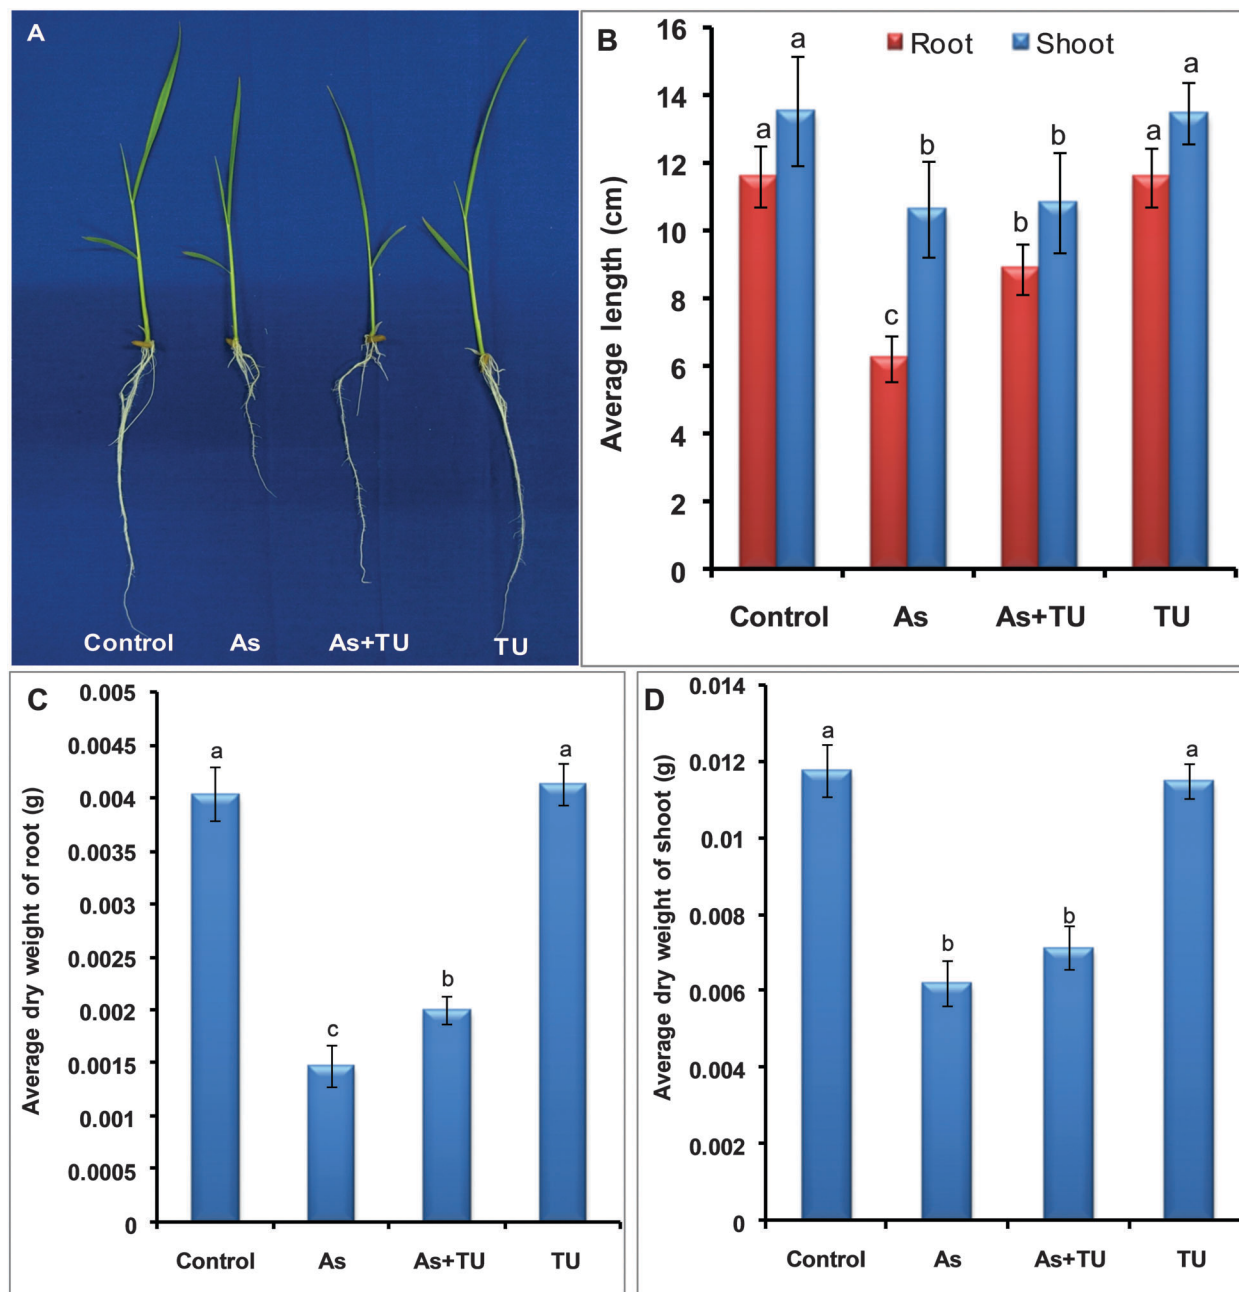 A
Control
As
As+TU
TU
B
Root
Shoot
Average length (cm)
16
14
12
10
8
6
4
2
0
a
a
c
b
b
b
a
a
Control
As
As+TU
TU
C
Average dry weight of root (g)
0.005
0.0045
0.004
0.0035
0.003
0.0025
0.002
0.0015
0.001
0.0005
0
a
c
b
a
Control
As
As+TU
TU
D
Average dry weight of shoot (g)
0.014
0.012
0.01
0.008
0.006
0.004
0.002
0
a
b
b
a
Control
As
As+TU
TU